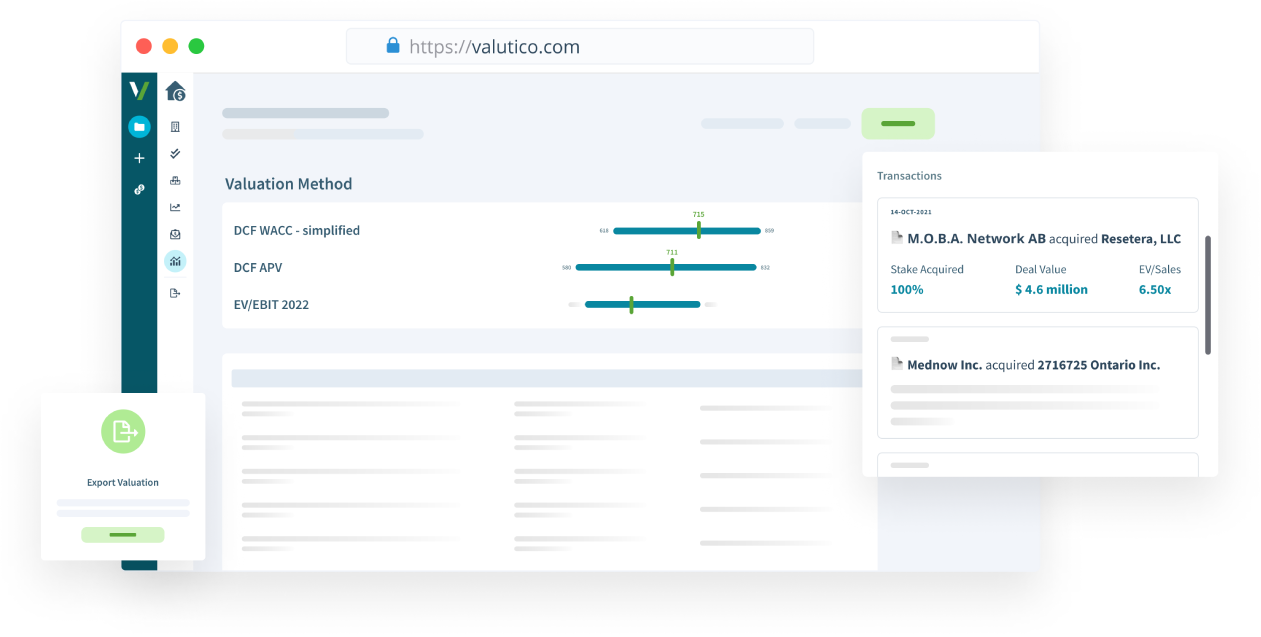 https://valutico.com
Valuation Method
DCF WACC - simplified
715
618
859
DCF APV
711
580
832
EV/EBIT 2022
Transactions
14-OCT-2021
M.O.B.A. Network AB acquired Resetera, LLC
Stake Acquired Deal Value EV/Sales
100% $ 4.6 million 6.50x
Mednow Inc. acquired 2716725 Ontario Inc.
Export Valuation